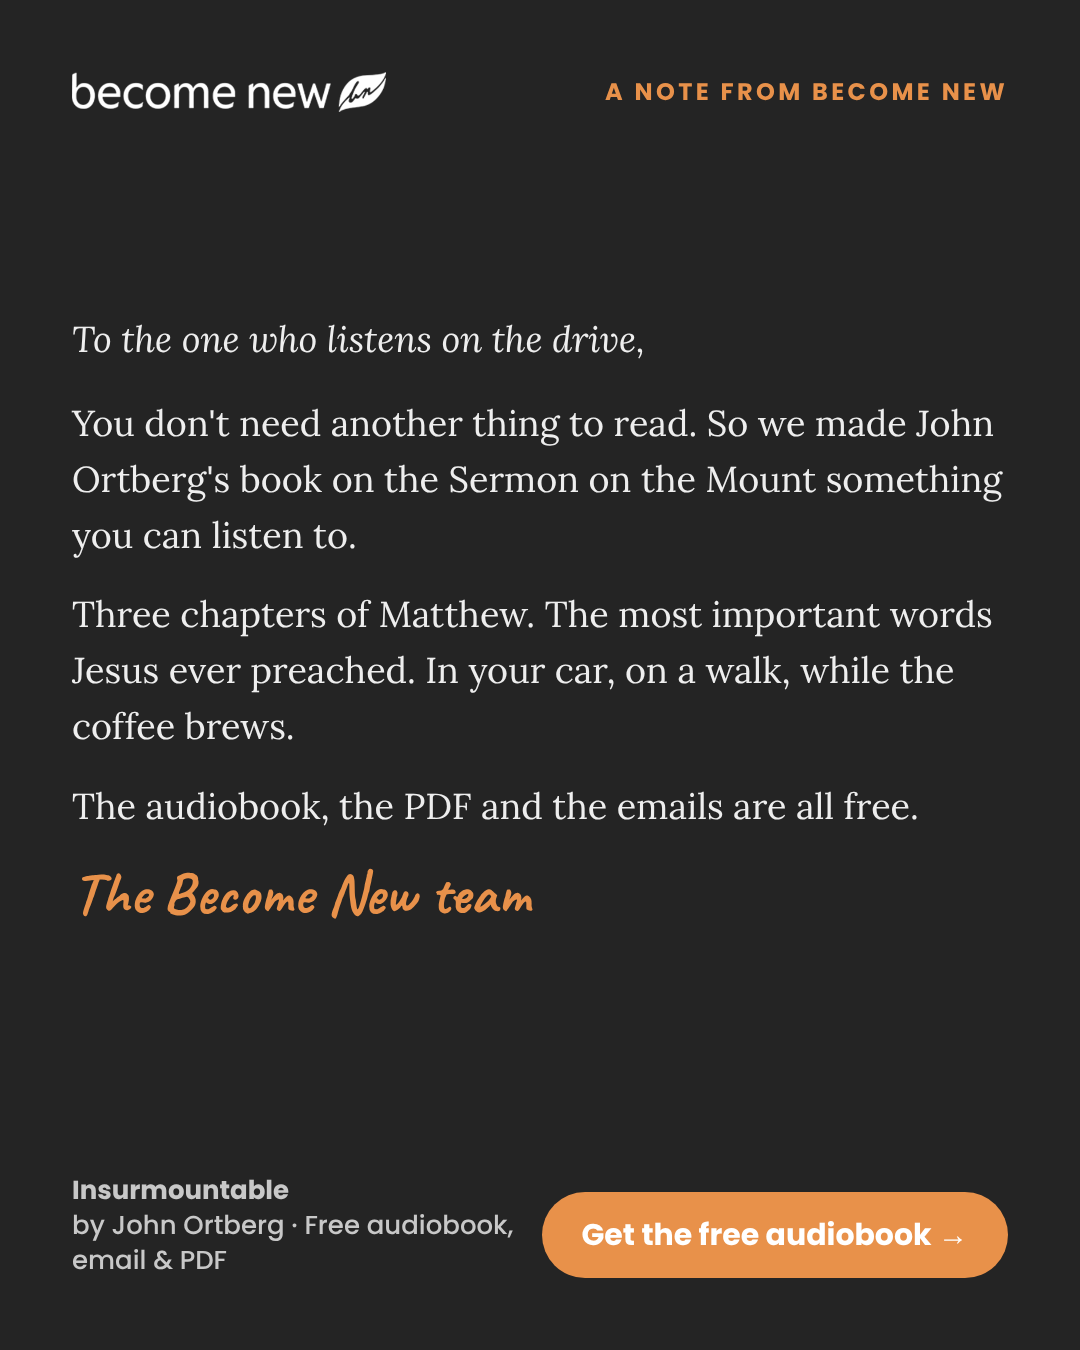 become new
A NOTE FROM BECOME NEW
To the one who listens on the drive,
You don't need another thing to read. So we made John
Ortberg's book on the Sermon on the Mount something
you can listen to.
Three chapters of Matthew. The most important words
Jesus ever preached. In your car, on a walk, while the
coffee brews.
The audiobook, the PDF and the emails are all free.
The Become New team
Insurmountable
by John Ortberg · Free audiobook,
email & PDF
Get the free audiobook →